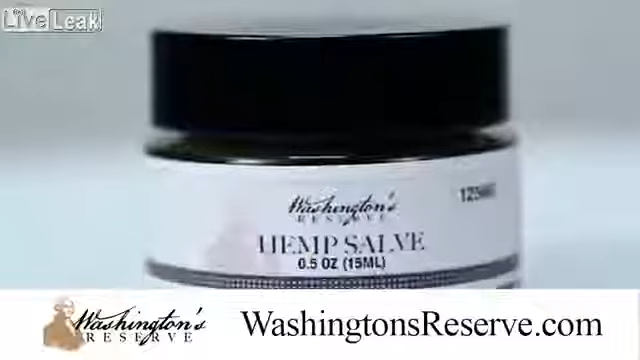 LiveLeak
Washington's
RESERVE
HEMP SALVE
0.5 OZ (15ML)
Washington's
RESERVE
WashingtonsReserve.com